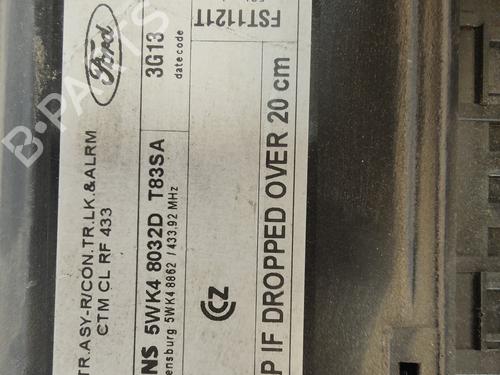 Ford
TR.ASY-R/CON.TR.LK.&ALRM
CTM CL RF 433
3G13
datecode
NS 5WK4 8032D T83SA
ensburg 5WK4 8862 / 433,92 MHz
FST1121T
P IF DROPPED OVER 20 cm
B-PARTS